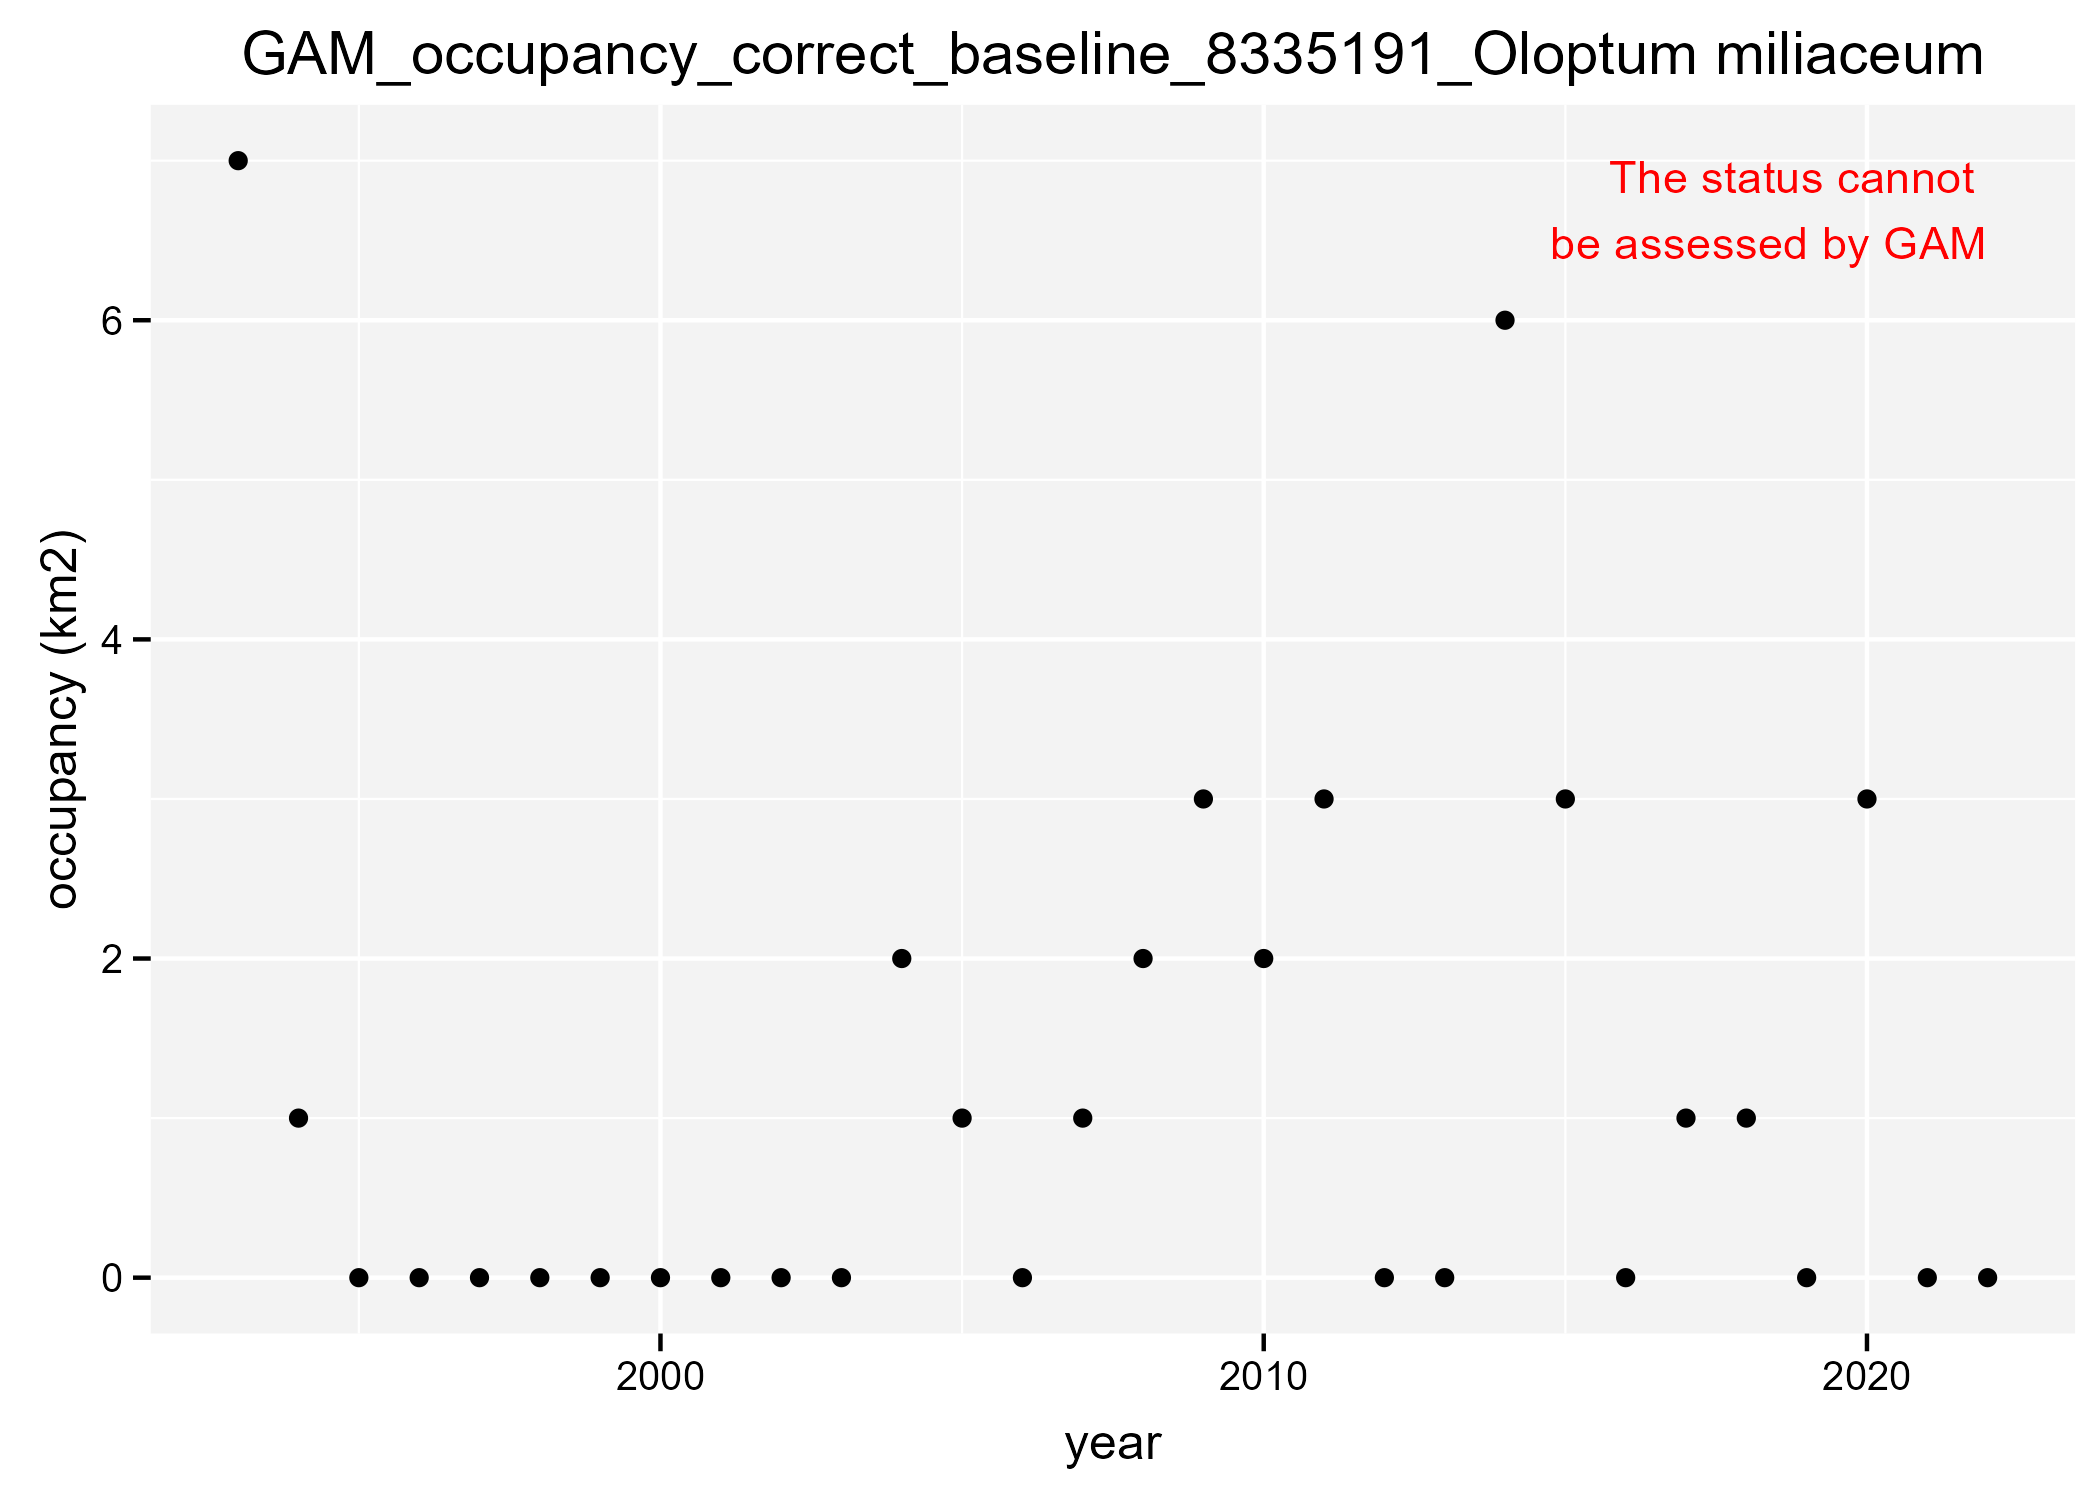 GAM_occupancy_correct_baseline_8335191_Oloptum miliaceum
The status cannot
be assessed by GAM
occupancy (km2)
6
4
2
0
2000
2010
2020
year